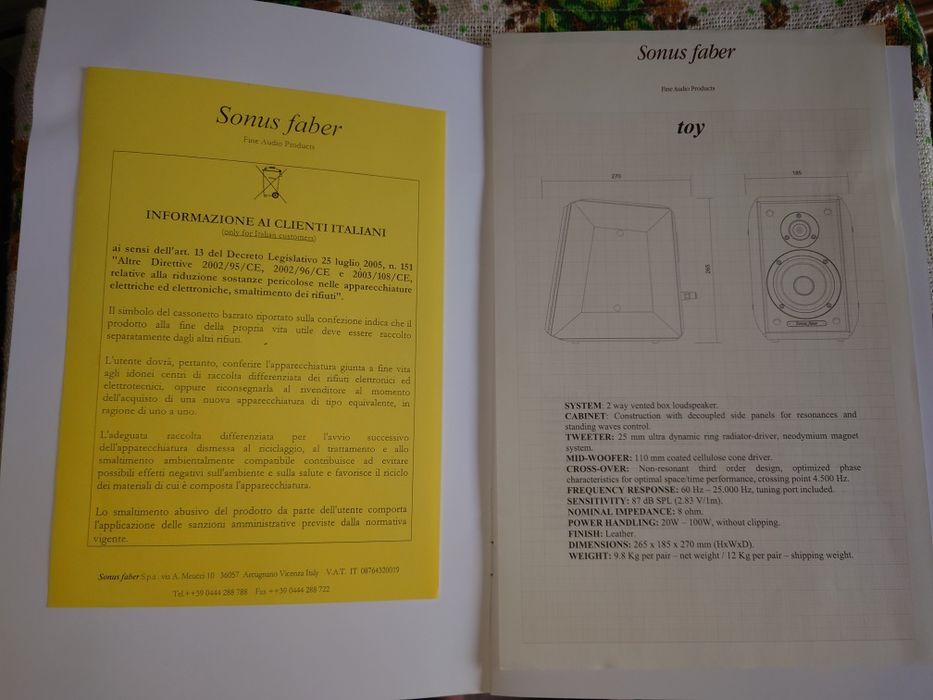 Sonus faber
Fine Audio Products
INFORMAZIONE AI CLIENTI ITALIANI
(only for Italian customers)
ai sensi dell'art. 13 del Decreto Legislativo 25 luglio 2005, n. 151
"Altre Direttive 2002/95/CE, 2002/96/CE e 2003/108/CE,
relative alla riduzione sostanze pericolose nelle apparecchiature
elettriche ed elettroniche, smaltimento dei rifiuti".
Il simbolo del cassonetto barrato riportato sulla confezione indica che il
prodotto alla fine della propria vita utile deve essere raccolto
separatamente dagli altri rifiuti.
L'utente dovrà, pertanto, conferire l'apparecchiatura giunta a fine vita
agli idonei centri di raccolta differenziata dei rifiuti elettronici ed
elettrotecnici, oppure riconsegnarla al rivenditore al momento
dell'acquisto di una nuova apparecchiatura di tipo equivalente, in
ragione di uno a uno.
L'adeguata raccolta differenziata per l'avvio successivo
dell'apparecchiatura dismessa al riciclaggio, al trattamento e allo
smaltimento ambientalmente compatibile contribuisce ad evitare
possibili effetti negativi sull'ambiente e sulla salute e favorisce il riciclo
dei materiali di cui è composta l'apparecchiatura.
Lo smaltimento abusivo del prodotto da parte dell'utente comporta
l'applicazione delle sanzioni amministrative previste dalla normativa
vigente.
Sonus faber S.p.a. via A. Meucci 10 36057 Arcugnano Vicenza Italy V.A.T. IT 08764320019
Tel.++39 0444 288 788 Fax ++39 0444 288 722
Sonus faber
Fine Audio Products
toy
270
185
265
Sonus faber
SYSTEM: 2 way vented box loudspeaker.
CABINET: Construction with decoupled side panels for resonances and
standing waves control.
TWEETER: 25 mm ultra dynamic ring radiator-driver, neodymium magnet
system.
MID-WOOFER: 110 mm coated cellulose cone driver.
CROSS-OVER: Non-resonant third order design, optimized phase
characteristics for optimal space/time performance, crossing point 4.500 Hz.
FREQUENCY RESPONSE: 60 Hz – 25.000 Hz, tuning port included.
SENSITIVITY: 87 dB SPL (2.83 V/1m).
NOMINAL IMPEDANCE: 8 ohm.
POWER HANDLING: 20W – 100W, without clipping.
FINISH: Leather.
DIMENSIONS: 265 x 185 x 270 mm (HxWxD).
WEIGHT: 9.8 Kg per pair – net weight / 12 Kg per pair – shipping weight.